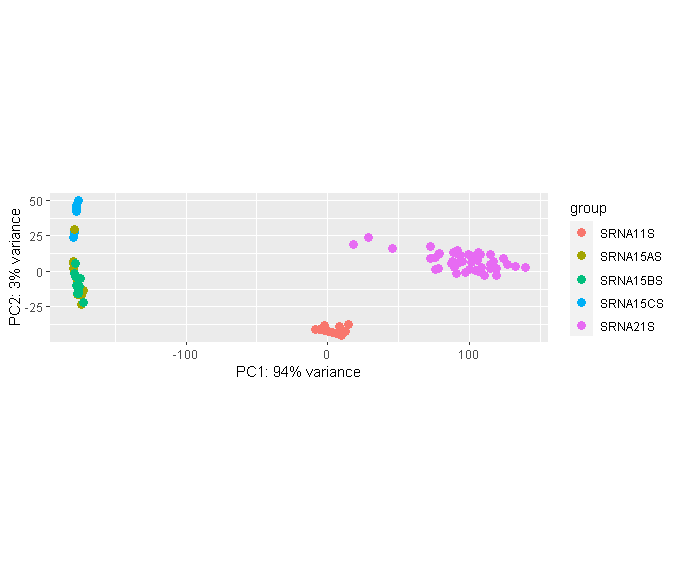 50
25
0
-25
PC2: 3% variance
-100
0
100
PC1: 94% variance
group
SRNA11S
SRNA15AS
SRNA15BS
SRNA15CS
SRNA21S